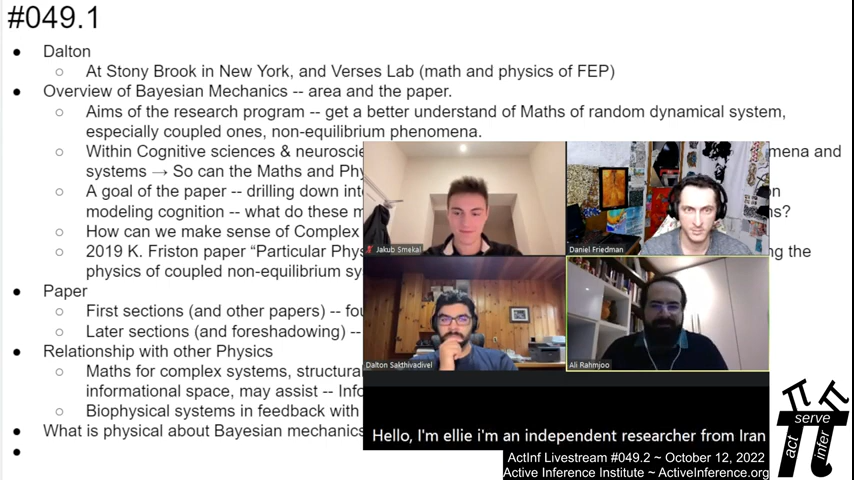 #049.1
Dalton
At Stony Brook in New York, and Verses Lab (math and physics of FEP)
Overview of Bayesian Mechanics -- area and the paper.
Aims of the research program -- get a better understand of Maths of random dynamical system,
especially coupled ones, non-equilibrium phenomena.
Within Cognitive sciences & neuroscie mena and
systems → So can the Maths and Phy
A goal of the paper -- drilling down int on
modeling cognition -- what do these m s?
How can we make sense of Complex
2019 K. Friston paper “Particular Phys ng the
physics of coupled non-equilibrium sy
Paper
First sections (and other papers) -- fou
Later sections (and foreshadowing) --
Relationship with other Physics
Maths for complex systems, structural
informational space, may assist -- Info
Biophysical systems in feedback with
What is physical about Bayesian mechanics
Jakub Smekal
Daniel Friedman
Dalton Sakthivadivel
Ali Rahmjoo
Hello, I'm ellie i'm an independent researcher from Iran
ActInf Livestream #049.2 ~ October 12, 2022
Active Inference Institute ~ ActiveInference.org
serve
act
infer